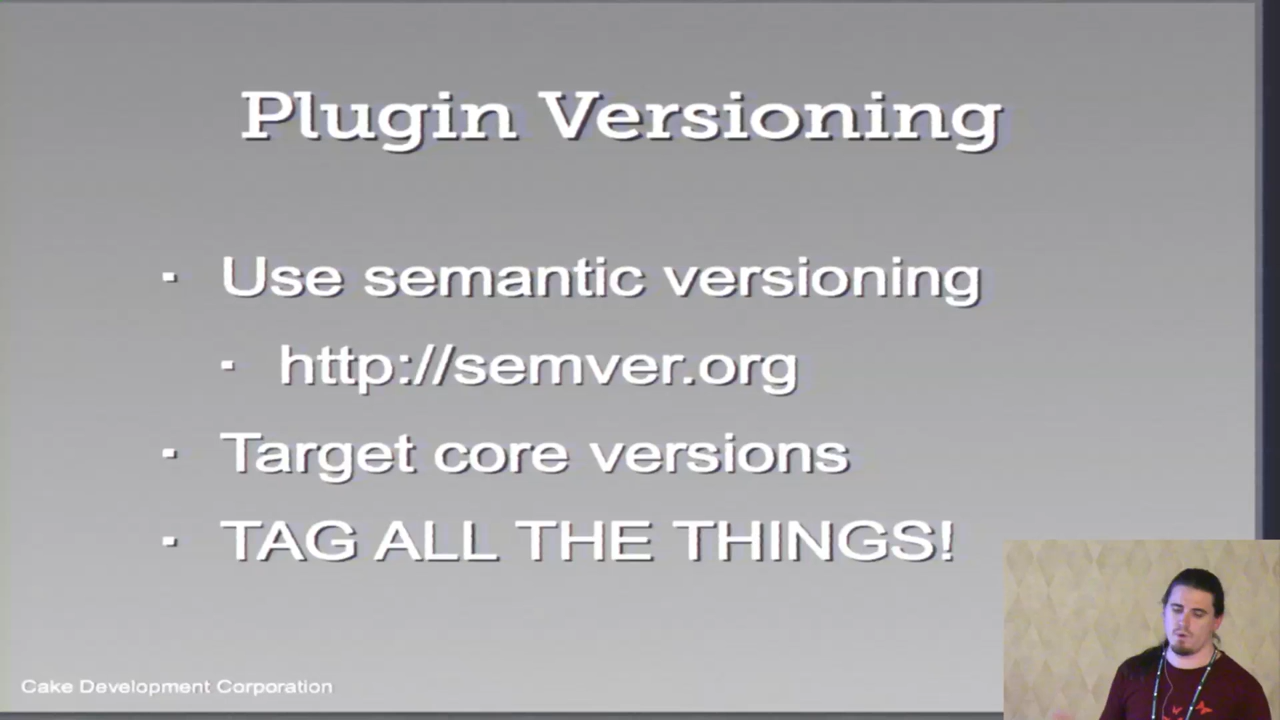 Plugin Versioning
· Use semantic versioning
· http://semver.org
· Target core versions
· TAG ALL THE THINGS!
Cake Development Corporation